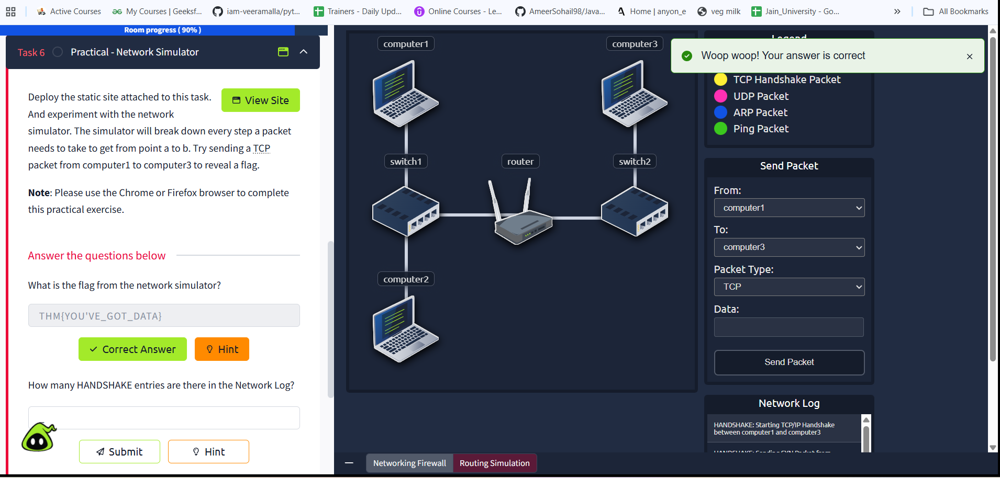 Active Courses
My Courses | Geeksf...
iam-veeramalla/pyt...
Trainers - Daily Upd...
Online Courses - Le...
AmeerSohail98/Java...
Home | anyon_e
veg milk
Jain_University - Go...
»
All Bookmarks
Room progress ( 90% )
Task 6
Practical - Network Simulator
View Site
Deploy the static site attached to this task.
And experiment with the network
simulator. The simulator will break down every step a packet
needs to take to get from point a to b. Try sending a TCP
packet from computer1 to computer3 to reveal a flag.
Note: Please use the Chrome or Firefox browser to complete
this practical exercise.
Answer the questions below
What is the flag from the network simulator?
THM{YOU'VE_GOT_DATA}
Correct Answer
Hint
How many HANDSHAKE entries are there in the Network Log?
Submit
Hint
computer1
computer3
switch1
router
switch2
computer2
Legend
Woop woop! Your answer is correct
TCP Handshake Packet
UDP Packet
ARP Packet
Ping Packet
Send Packet
From:
computer1
To:
computer3
Packet Type:
TCP
Data:
Send Packet
Network Log
HANDSHAKE: Starting TCP/IP Handshake
between computer1 and computer3
HANDSHAKE: Sending SYN Packet from
Networking Firewall
Routing Simulation